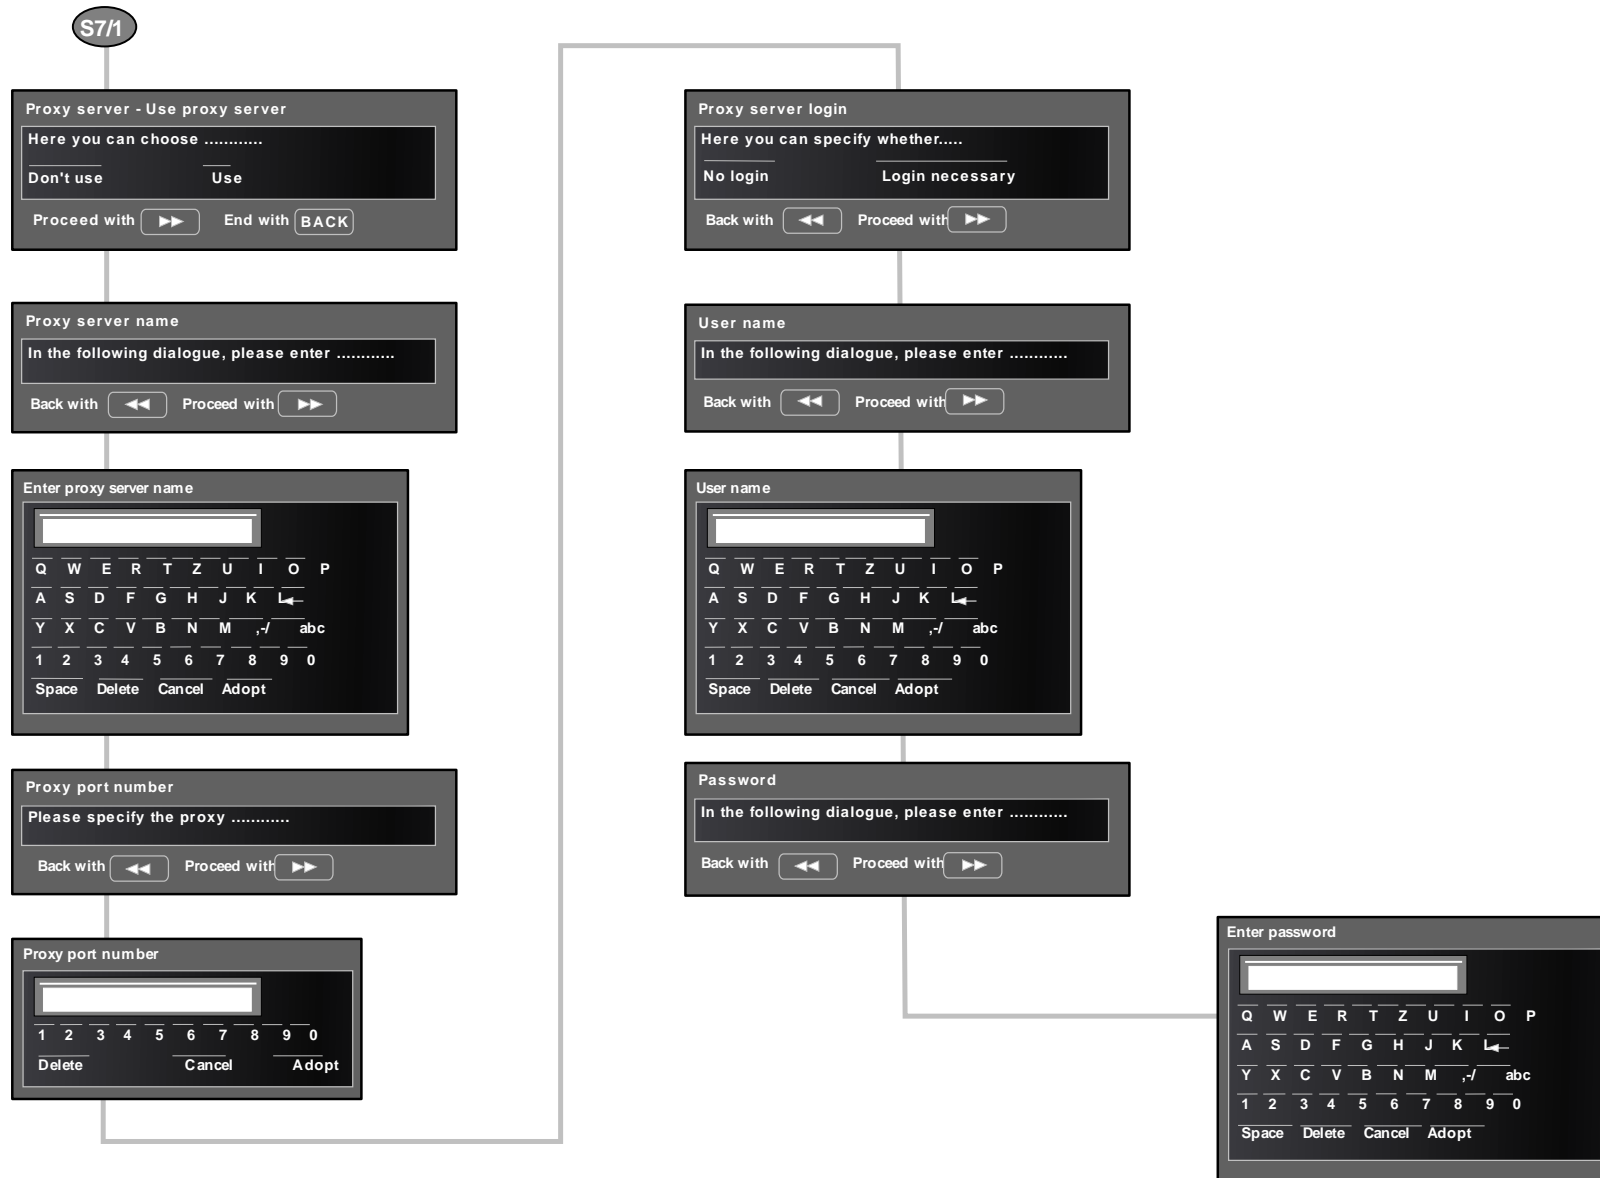 S7/1
Proxy server - Use proxy server
Here you can choose ............
Don't use Use
Proceed with End with BACK
Proxy server name
In the following dialogue, please enter ............
Back with Proceed with
Enter proxy server name
Q W E R T Z U I O P
A S D F G H J K L
Y X C V B N M ,-/ abc
1 2 3 4 5 6 7 8 9 0
Space Delete Cancel Adopt
Proxy port number
Please specify the proxy ............
Back with Proceed with
Proxy port number
1 2 3 4 5 6 7 8 9 0
Delete Cancel Adopt
Proxy server login
Here you can specify whether.....
No login Login necessary
Back with Proceed with
User name
In the following dialogue, please enter ............
Back with Proceed with
User name
Q W E R T Z U I O P
A S D F G H J K L
Y X C V B N M ,-/ abc
1 2 3 4 5 6 7 8 9 0
Space Delete Cancel Adopt
Password
In the following dialogue, please enter ............
Back with Proceed with
Enter password
Q W E R T Z U I O P
A S D F G H J K L
Y X C V B N M ,-/ abc
1 2 3 4 5 6 7 8 9 0
Space Delete Cancel Adopt